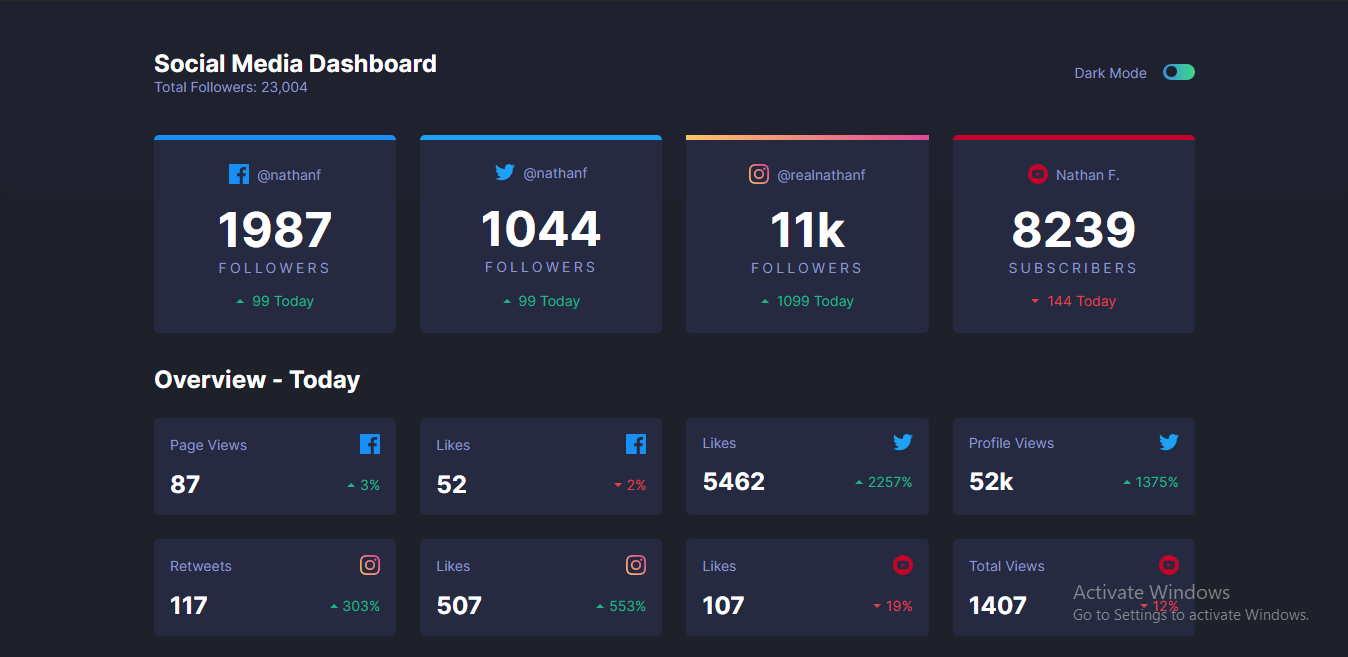 Social Media Dashboard
Total Followers: 23,004
Dark Mode
@nathanf
1987
FOLLOWERS
99 Today
@nathanf
1044
FOLLOWERS
99 Today
@realnathanf
11k
FOLLOWERS
1099 Today
Nathan F.
8239
SUBSCRIBERS
144 Today
Overview - Today
Page Views
87
3%
Likes
52
2%
Likes
5462
2257%
Profile Views
52k
1375%
Retweets
117
303%
Likes
507
553%
Likes
107
19%
Total Views
1407
12%
Activate Windows
Go to Settings to activate Windows.